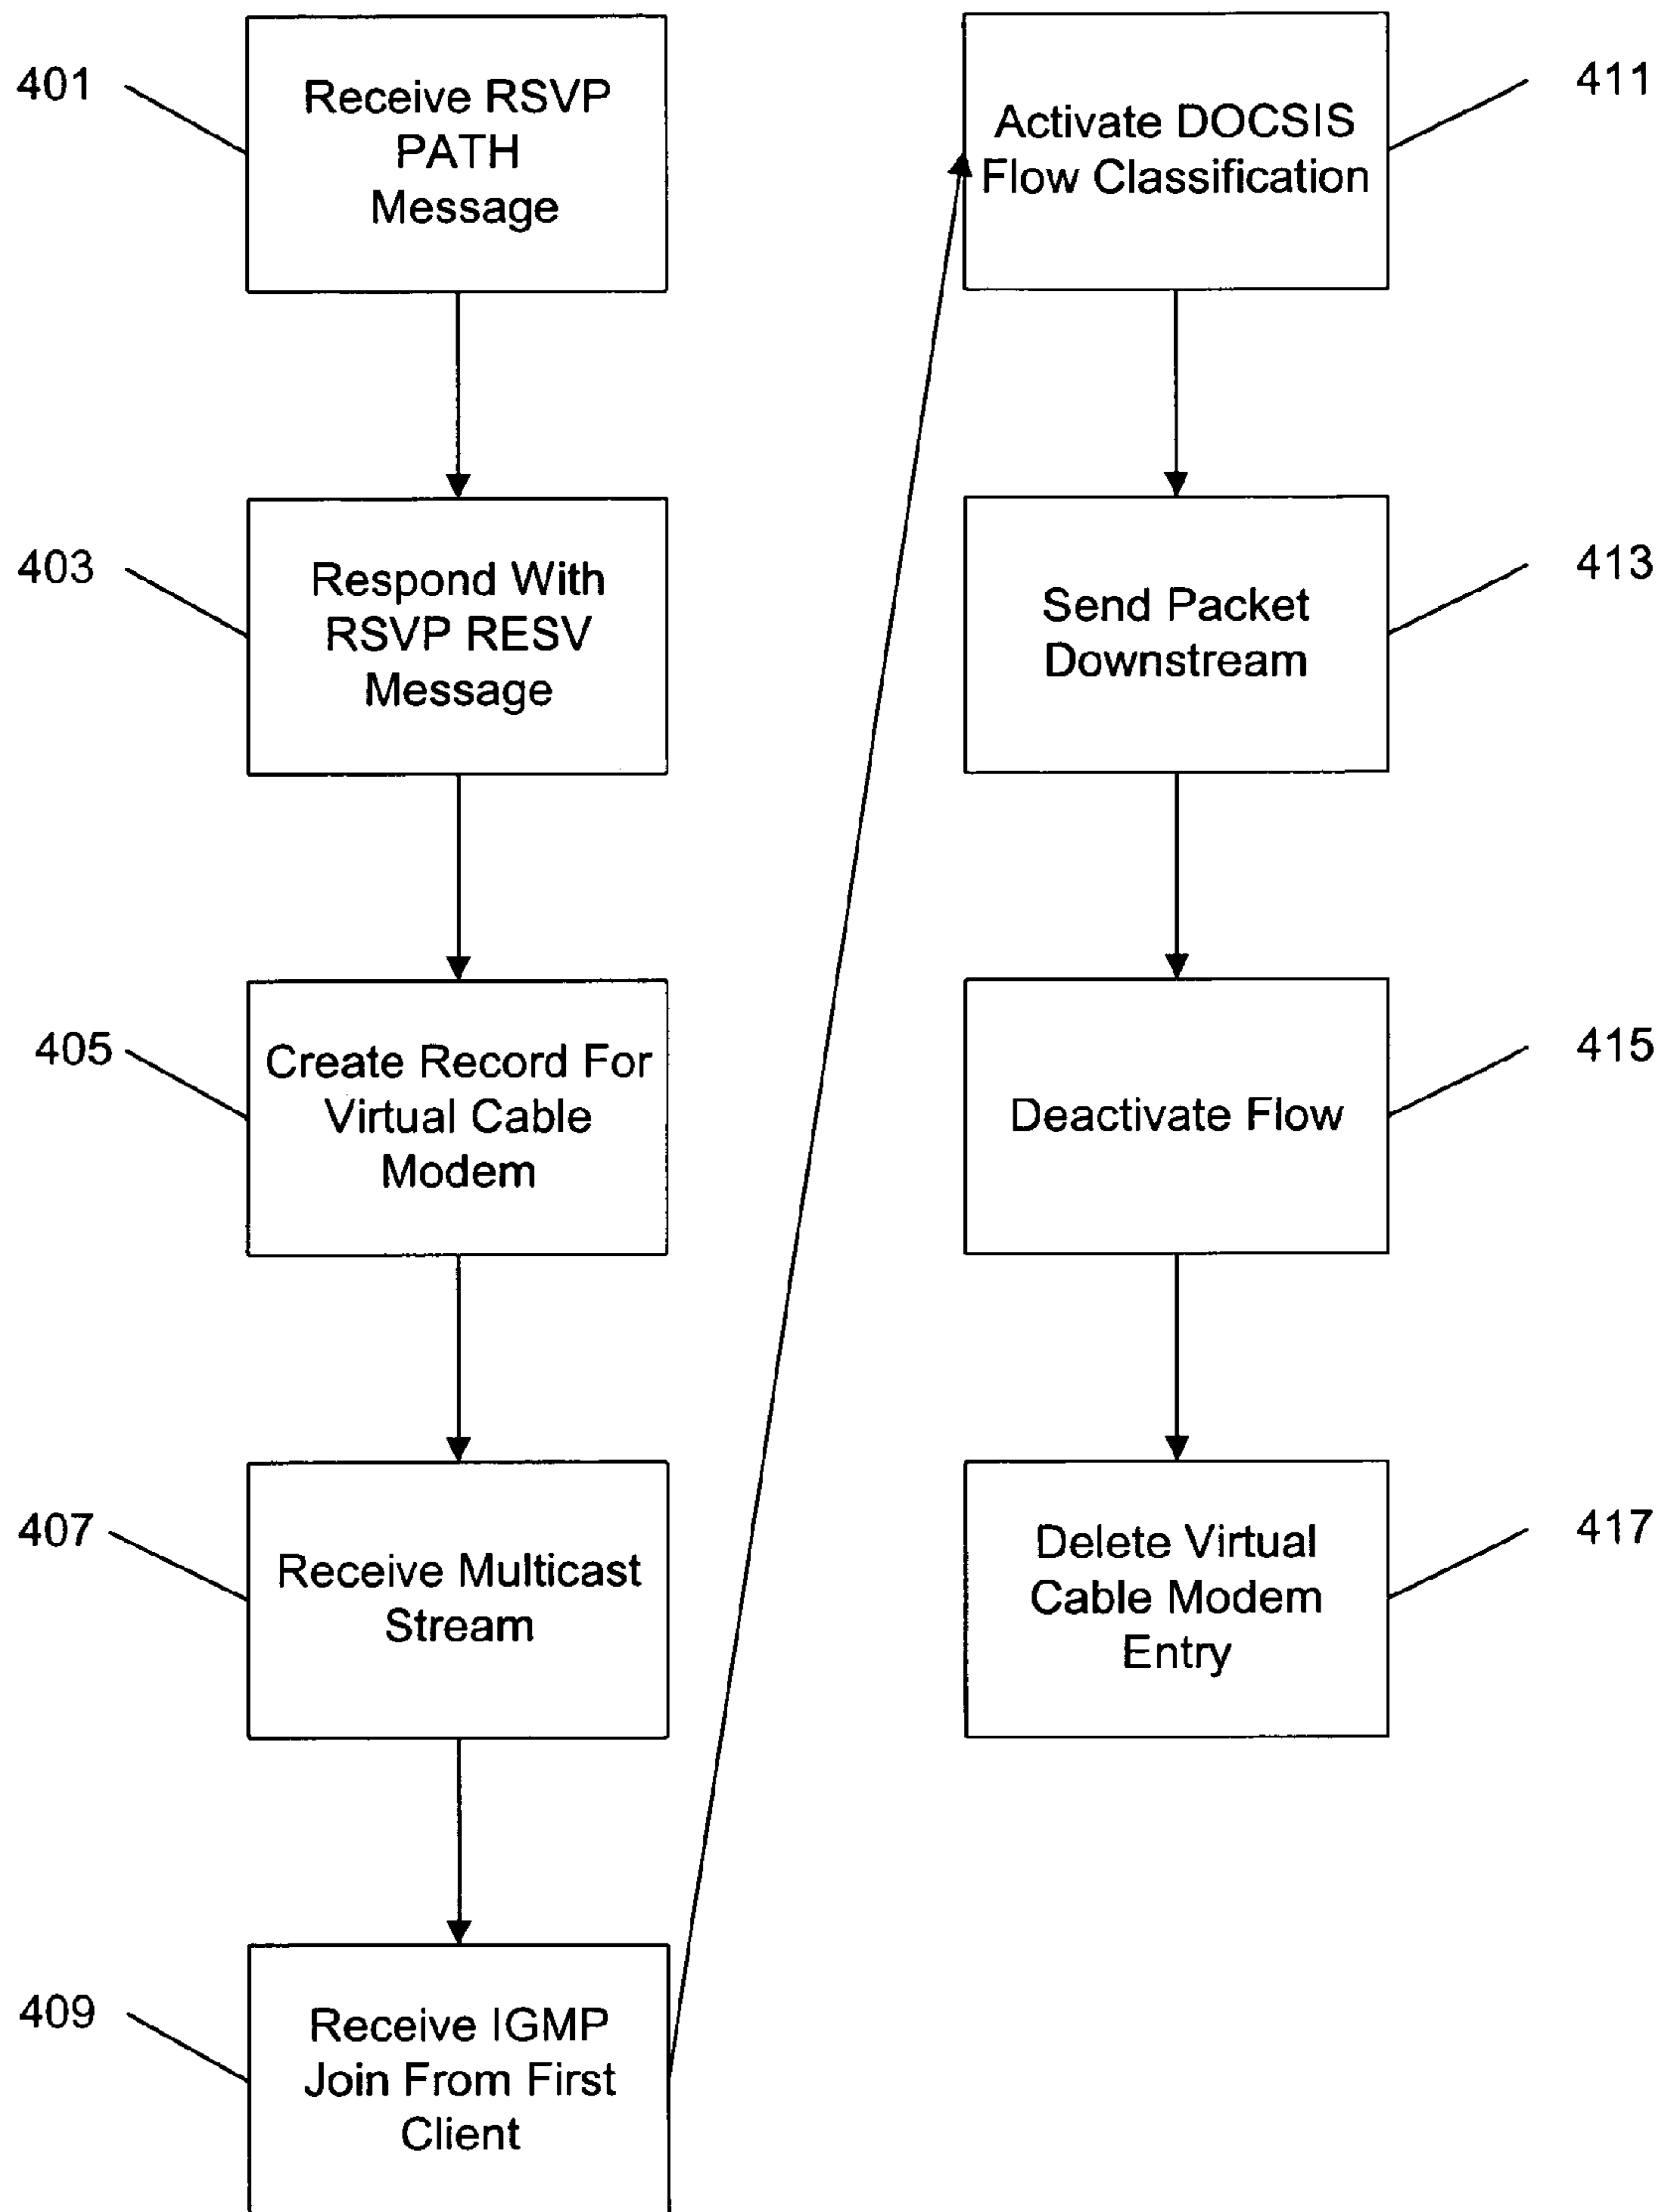 401
Receive RSVP
PATH
Message
403
Respond With
RSVP RESV
Message
405
Create Record For
Virtual Cable
Modem
407
Receive Multicast
Stream
409
Receive IGMP
Join From First
Client
411
Activate DOCSIS
Flow Classification
413
Send Packet
Downstream
415
Deactivate Flow
417
Delete Virtual
Cable Modem
Entry